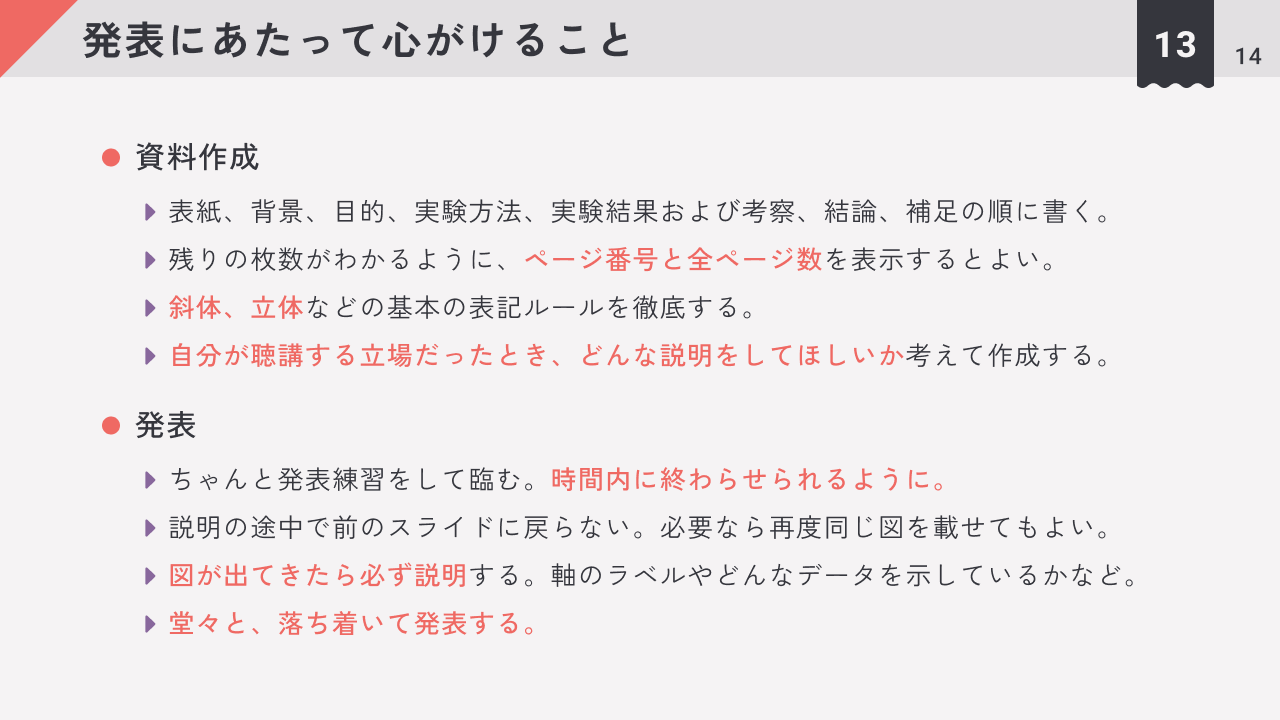 発表にあたって心がけること
13
14
資料作成
表紙、背景、目的、実験方法、実験結果および考察、結論、補足の順に書く。
残りの枚数がわかるように、ページ番号と全ページ数を表示するとよい。
斜体、立体などの基本の表記ルールを徹底する。
自分が聴講する立場だったとき、どんな説明をしてほしいか考えて作成する。
発表
ちゃんと発表練習をして臨む。時間内に終わらせられるように。
説明の途中で前のスライドに戻らない。必要なら再度同じ図を載せてもよい。
図が出てきたら必ず説明する。軸のラベルやどんなデータを示しているかなど。
堂々と、落ち着いて発表する。